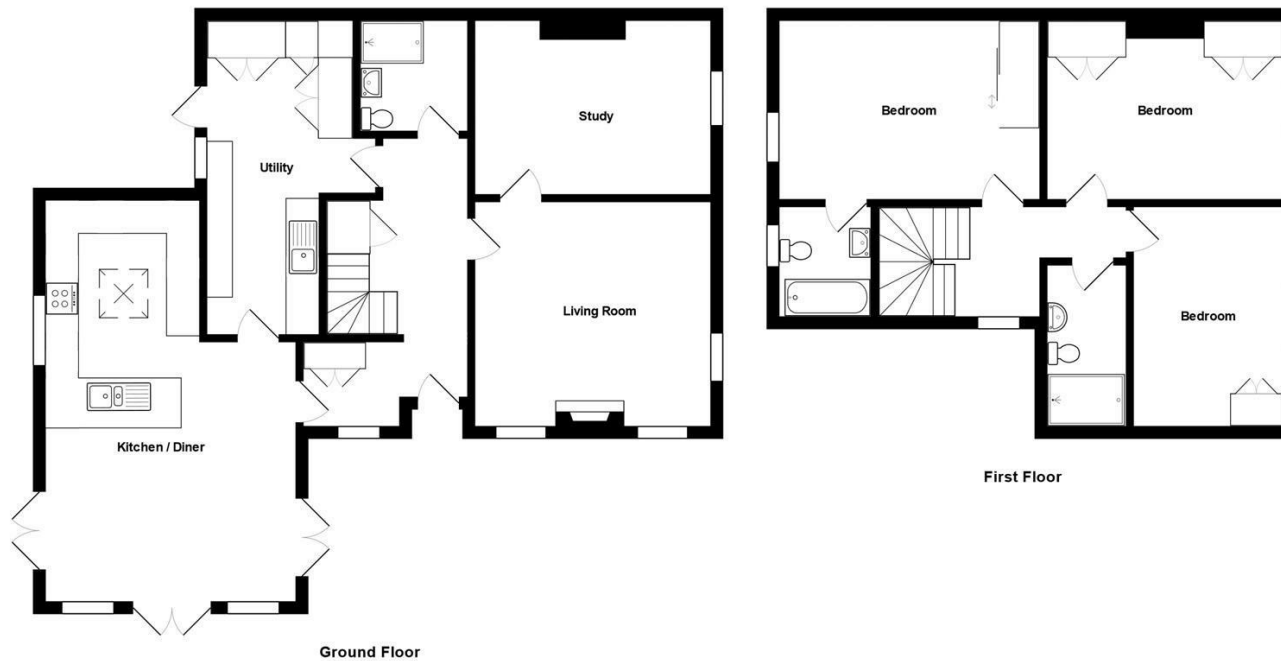 Study
Utility
Living Room
Kitchen / Diner
Ground Floor
Bedroom
Bedroom
Bedroom
First Floor